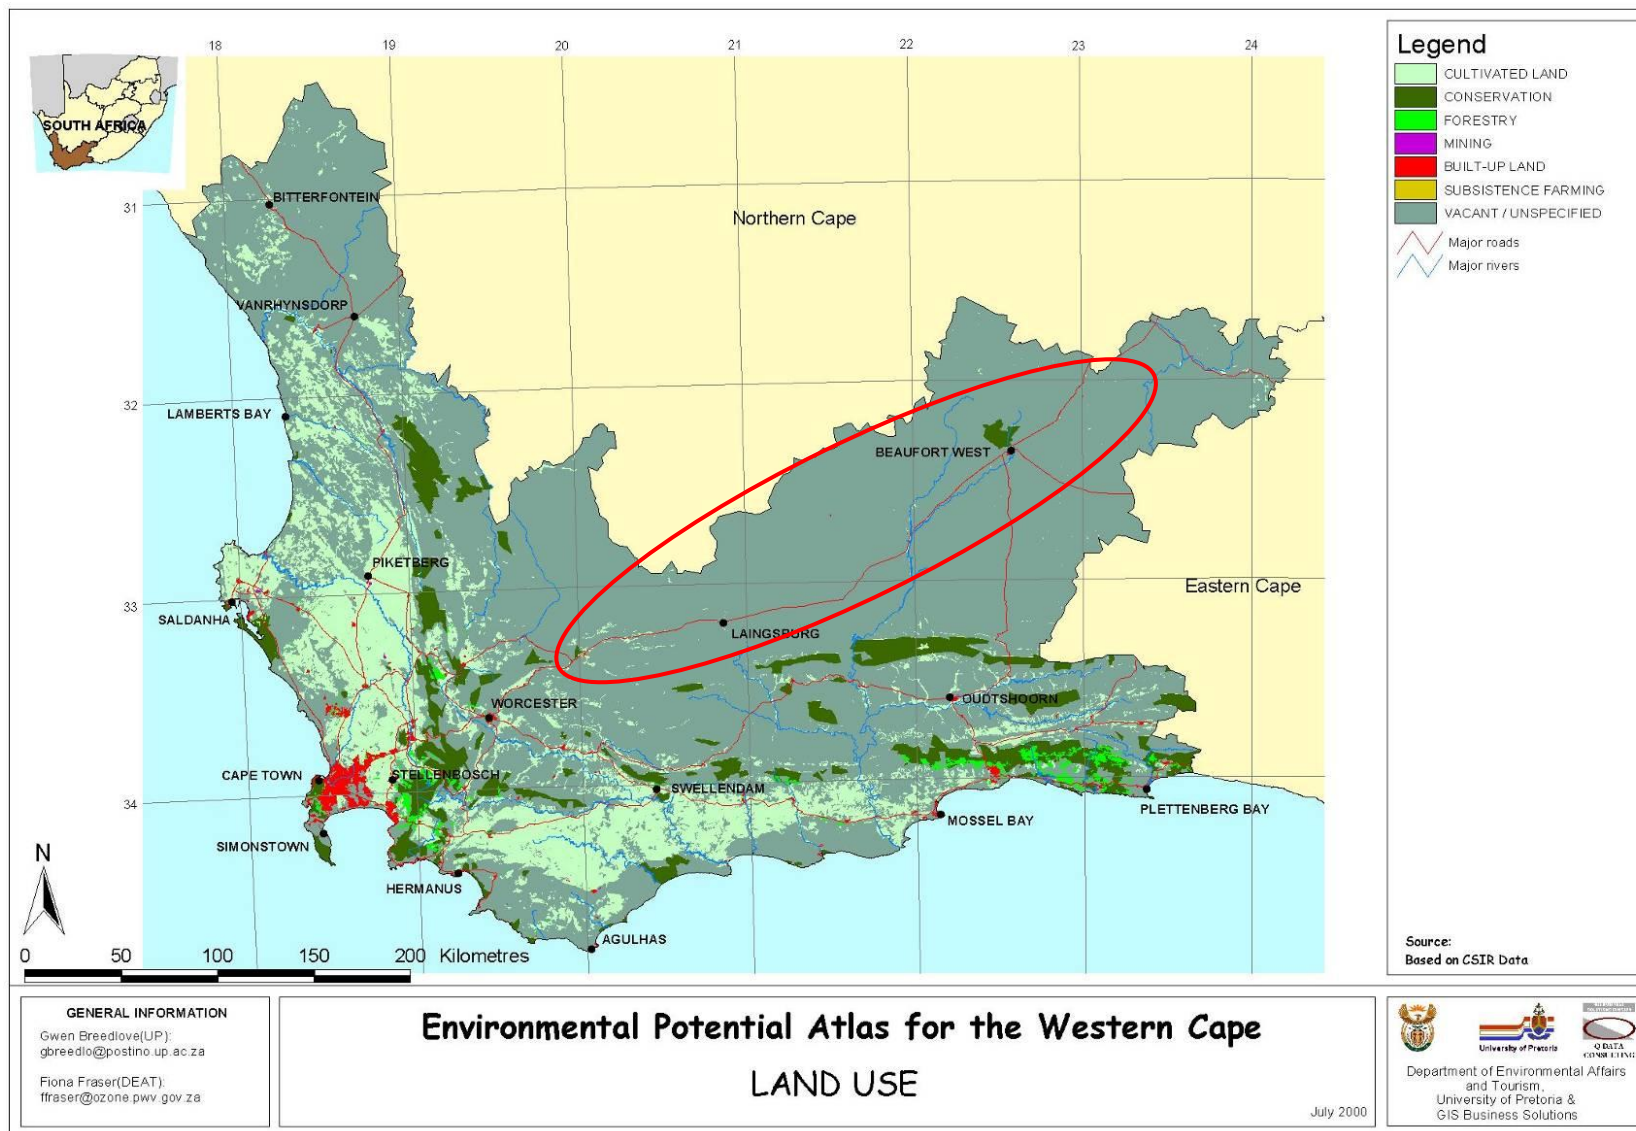 18
19
20
21
22
23
24
31
32
33
34
SOUTH AFRICA
Northern Cape
Eastern Cape
BITTERFONTEIN
VANRHYNSDORP
LAMBERTS BAY
BEAUFORT WEST
PIKETBERG
SALDANHA
LAINGSBURG
WORCESTER
OUDTSHOORN
CAPE TOWN
STELLENBOSCH
SWELLENDAM
MOSSEL BAY
PLETTENBERG BAY
SIMONSTOWN
HERMANUS
AGULHAS
N
0 50 100 150 200 Kilometres
Legend
CULTIVATED LAND
CONSERVATION
FORESTRY
MINING
BUILT-UP LAND
SUBSISTENCE FARMING
VACANT / UNSPECIFIED
Major roads
Major rivers
Source:
Based on CSIR Data
GENERAL INFORMATION
Gwen Breedlove(UP):
gbreedlo@postino.up.ac.za
Fiona Fraser(DEAT):
ffraser@ozone.pwv.gov.za
Environmental Potential Atlas for the Western Cape
LAND USE
July 2000
University of Pretoria
Q DATA
CONSULTING
Department of Environmental Affairs
and Tourism,
University of Pretoria &
GIS Business Solutions